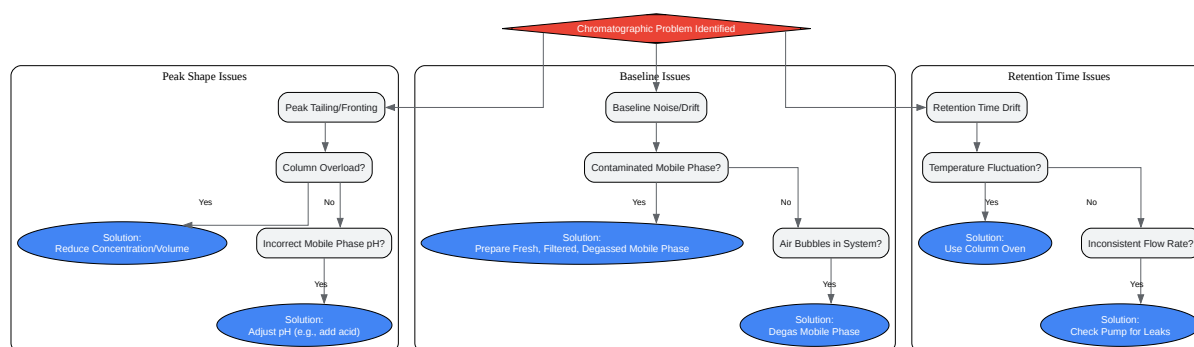 Chromatographic Problem Identified
Peak Shape Issues
Peak Tailing/Fronting
Column Overload?
Yes
No
Solution:
Reduce Concentration/Volume
Incorrect Mobile Phase pH?
Yes
Solution:
Adjust pH (e.g., add acid)
Baseline Issues
Baseline Noise/Drift
Contaminated Mobile Phase?
Yes
No
Solution:
Prepare Fresh, Filtered, Degassed Mobile Phase
Air Bubbles in System?
Yes
Solution:
Degas Mobile Phase
Retention Time Issues
Retention Time Drift
Temperature Fluctuation?
Yes
No
Solution:
Use Column Oven
Inconsistent Flow Rate?
Yes
Solution:
Check Pump for Leaks